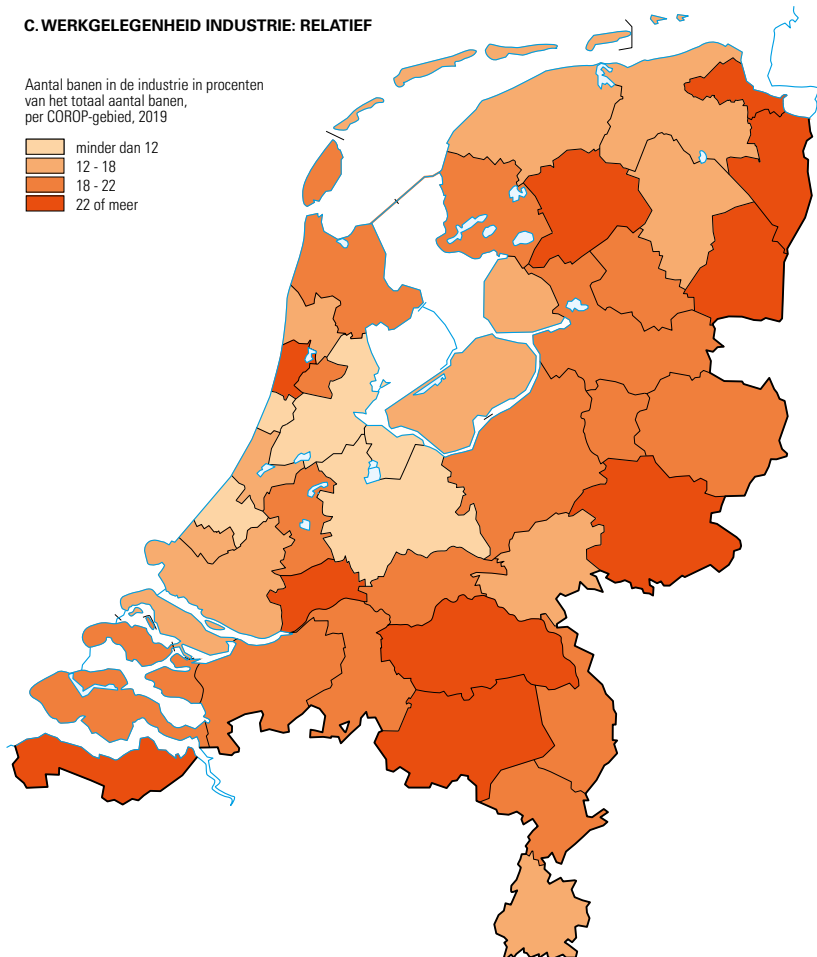 C. WERKGELEGENHEID INDUSTRIE: RELATIEF
Aantal banen in de industrie in procenten
van het totaal aantal banen,
per COROP-gebied, 2019
minder dan 12
12 - 18
18 - 22
22 of meer